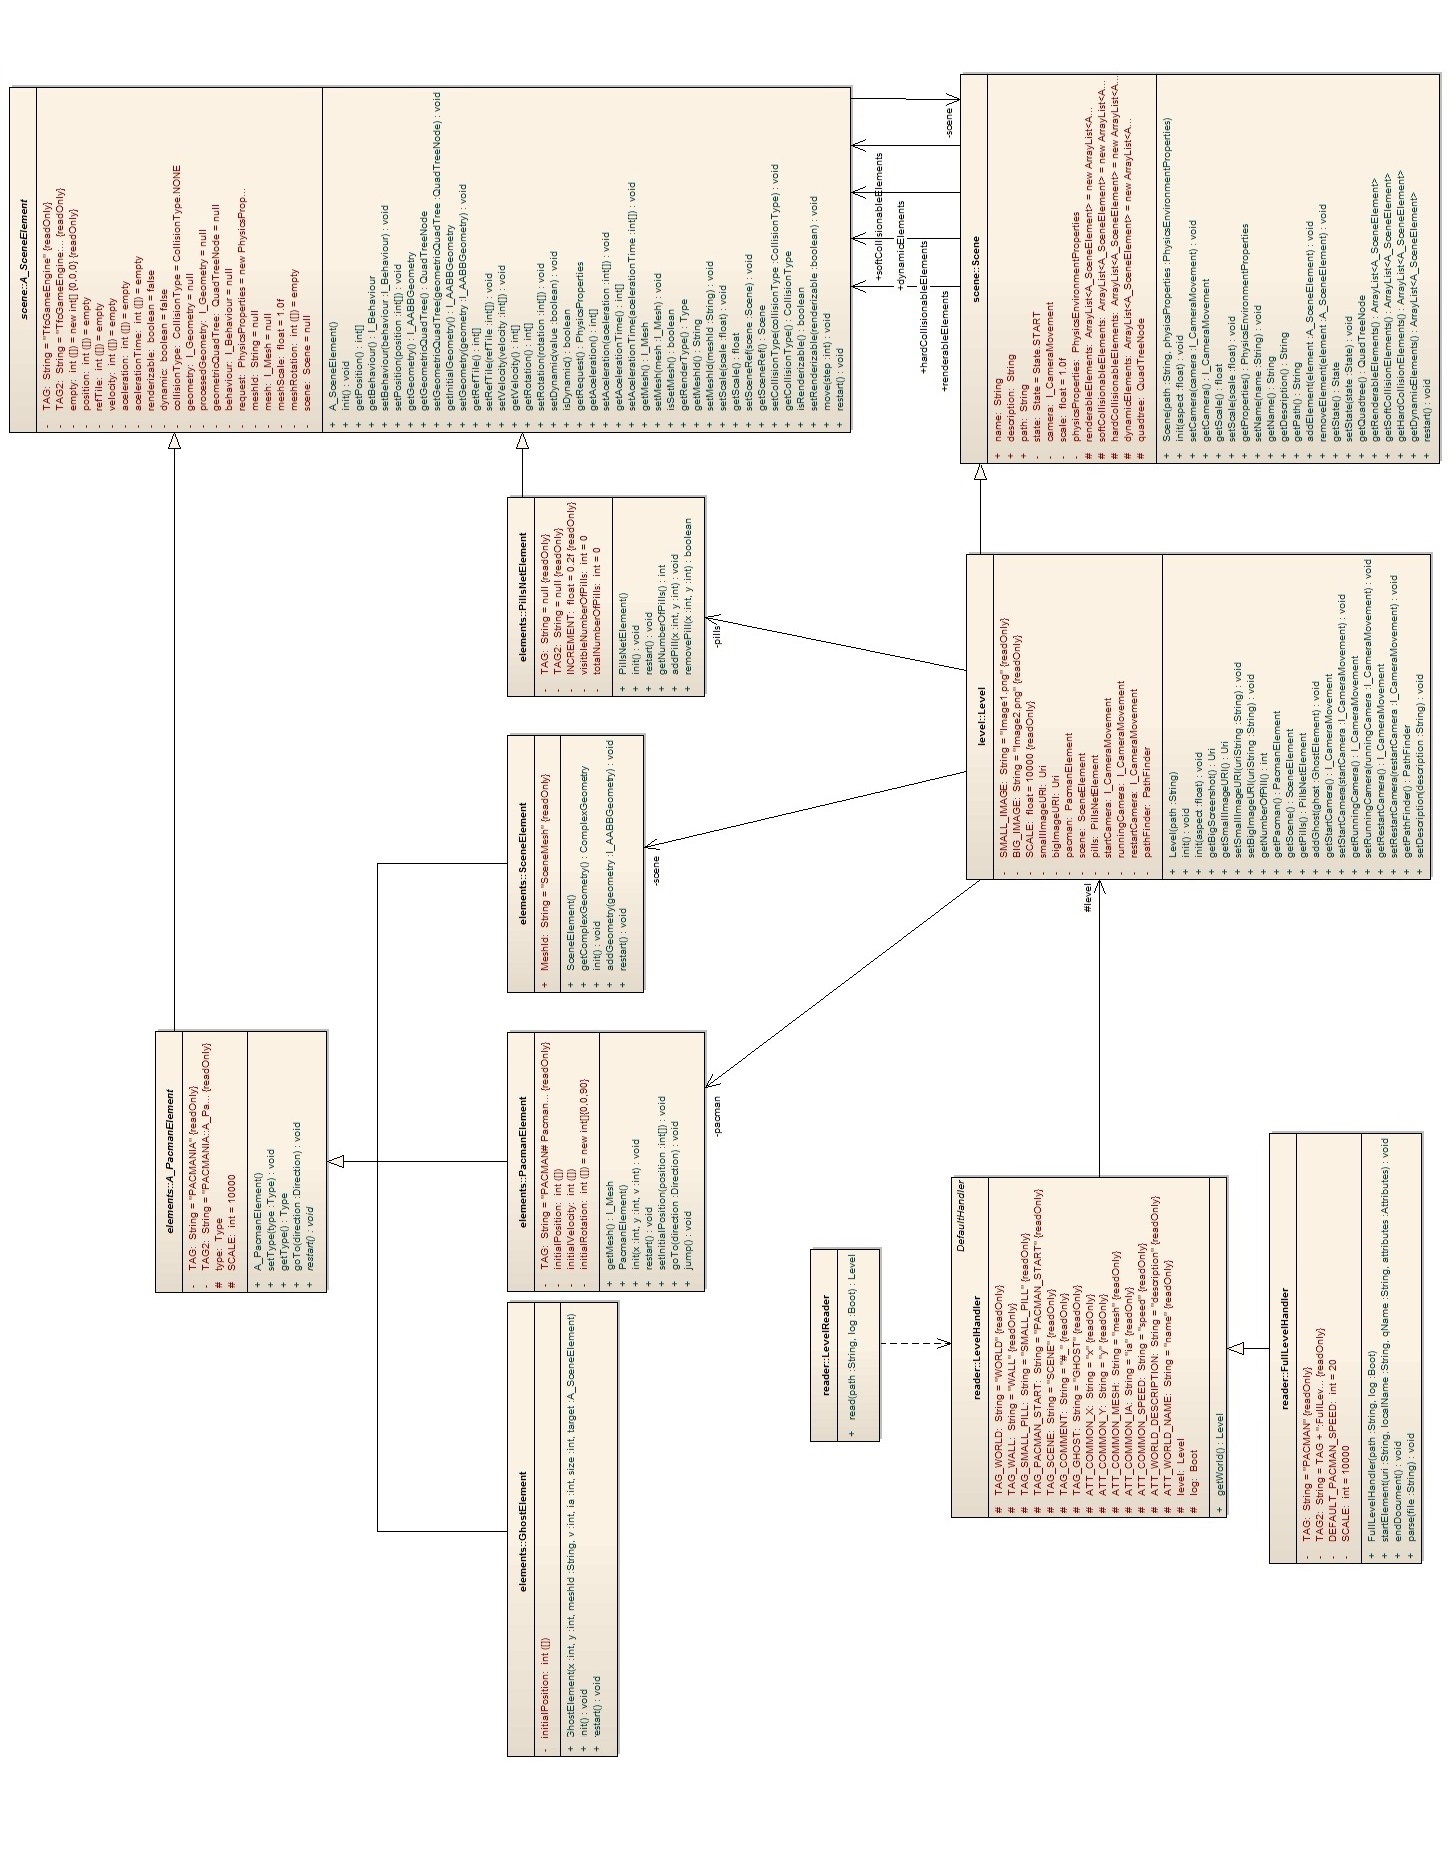 scene::A_SceneElement
- TAG: String = "TfcGameEngine" {readOnly}
- TAG2: String = "TfcGameEngine:... {readOnly}
- empty: int ([]) = new int[] {0,0,0} {readOnly}
- position: int ([]) = empty
- refTile: int ([]) = empty
- velocity: int ([]) = empty
- aceleration: int ([]) = empty
- acelerationTime: int ([]) = empty
- renderizable: boolean = false
- dynamic: boolean = false
- collisionType: CollisionType = CollisionType.NONE
- geometry: I_Geometry = null
- procesedGeometry: I_Geometry = null
- geometricQuadTree: QuadTreeNode = null
- behaviour: I_Behaviour = null
- request: PhysicsProperties = new PhysicsProp...
- meshId: String = null
- mesh: I_Mesh = null
- meshScale: float = 1.0f
- meshRotation: int ([]) = empty
- scene: Scene = null
+ A_SceneElement()
+ init() : void
+ getPosition() : int[]
+ getBehaviour() : I_Behaviour
+ setBehaviour(behaviour :I_Behaviour) : void
+ setPosition(position :int[]) : void
+ getGeometry() : I_AABGeometry
+ getGeometricQuadTree() : QuadTreeNode
+ setGeometricQuadTree(geometricQuadTree :QuadTreeNode) : void
+ getInitialGeometry() : I_AABBGeometry
+ setGeometry(geometry :I_AABBGeometry) : void
+ getRefTile() : int[]
+ setRefTile(refTile :int[]) : void
+ setVelocity(velocity :int[]) : void
+ getVelocity() : int[]
+ getRotation() : int[]
+ setRotation(rotation :int[]) : void
+ setDynamic(value :boolean) : void
+ isDynamic() : boolean
+ getRequest() : PhysicsProperties
+ getAceleration() : int[]
+ setAceleration(aceleration :int[]) : void
+ getAcelerationTime() : int[]
+ setAcelerationTime(acelerationTime :int[]) : void
+ getMesh() : I_Mesh
+ setMesh(mesh :I_Mesh) : void
+ isSetMesh() : boolean
+ getRenderType() : Type
+ getMeshId() : String
+ setMeshId(meshId :String) : void
+ setScale(scale :float) : void
+ getScale() : float
+ setSceneRef(scene :Scene) : void
+ getSceneRef() : Scene
+ setCollisionType(collisionType :CollisionType) : void
+ getCollisionType() : CollisionType
+ isRenderizable() : boolean
+ setRenderizable(renderizable :boolean) : void
+ move(step :int) : void
+ restart() : void
-scene
+softCollisionableElements
+dynamicElements
+hardCollisionableElements
+renderableElements
scene::Scene
+ name: String
+ description: String
+ path: String
- state: State = State.START
- camera: I_CameraMovement
- scale: float = 1.0f
- physicsProperties: PhysicsEnvironmentProperties
# renderableElements: ArrayList<A_SceneElement> = new ArrayList<A...
# softCollisionableElements: ArrayList<A_SceneElement> = new ArrayList<A...
# hardCollisionableElements: ArrayList<A_SceneElement> = new ArrayList<A...
# dynamicElements: ArrayList<A_SceneElement> = new ArrayList<A...
# quadtree: QuadTreeNode
+ Scene(path :String, physicsProperties :PhysicsEnvironmentProperties)
+ init(aspect :float) : void
+ setCamera(camera :I_CameraMovement) : void
+ getCamera() : I_CameraMovement
+ getScale() : float
+ setScale(scale :float) : void
+ getProperties() : PhysicsEnvironmentProperties
+ setName(name :String) : void
+ getName() : String
+ getDescription() : String
+ getPath() : String
+ addElement(element :A_SceneElement) : void
+ removeElement(element :A_SceneElement) : void
+ getState() : State
+ setState(state :State) : void
+ getQuadtree() : QuadTreeNode
+ getRenderableElements() : ArrayList<A_SceneElement>
+ getSoftCollisionElements() : ArrayList<A_SceneElement>
+ getHardCollisionElements() : ArrayList<A_SceneElement>
+ getDynamicElements() : ArrayList<A_SceneElement>
+ restart() : void
elements::PillsNetElement
- TAG: String = null {readOnly}
- TAG2: String = null {readOnly}
- INCREMENT: float = 0.2f {readOnly}
- visitbleNumberOfPills: int = 0
- totalNumberOfPills: int = 0
+ PillsNetElement()
+ init() : void
+ restart() : void
+ getNumberOfPills() : int
+ addPill(x :int, y :int) : void
+ removePill(x :int, y :int) : boolean
-pills
elements::SceneElement
+ MeshId: String = "SceneMesh" {readOnly}
+ SceneElement()
+ getComplexGeometry() : ComplexGeometry
+ init() : void
+ addGeometry(geometry :I_AABBGeometry) : void
+ restart() : void
-scene
level::Level
- SMALL_IMAGE: String = "Image1.png" {readOnly}
- BIG_IMAGE: String = "Image2.png" {readOnly}
- SCALE: float = 10000 {readOnly}
- smallImageURI: Uri
- bigImageURI: Uri
- pacman: PacmanElement
- scene: SceneElement
- pills: PillsNetElement
- startCamera: I_CameraMovement
- runningCamera: I_CameraMovement
- restartCamera: I_CameraMovement
- pathFinder: PathFinder
+ Level(path :String)
+ init() : void
+ init(aspect :float) : void
+ getBigScreenshot() : Uri
+ getSmallImageURI() : Uri
+ setSmallImageURI(uriString :String) : void
+ setBigImageURI(uriString :String) : void
+ getNumberOfPill() : int
+ getPacman() : PacmanElement
+ getScene() : SceneElement
+ getPills() : PillsNetElement
+ addGhost(ghost :GhostElement) : void
+ getStartCamera() : I_CameraMovement
+ setStartCamera(startCamera :I_CameraMovement) : void
+ getRunningCamera() : I_CameraMovement
+ setRunningCamera(runningCamera :I_CameraMovement) : void
+ getRestartCamera() : I_CameraMovement
+ setRestartCamera(restartCamera :I_CameraMovement) : void
+ getPathFinder() : PathFinder
+ setDescription(description :String) : void
#level
elements::A_PacmanElement
- TAG: String = "PACMANIA" {readOnly}
- TAG2: String = "PACMANIA::A_Pa... {readOnly}
# type: Type
# SCALE: int = 10000
+ A_PacmanElement()
+ setType(type :Type) : void
+ getType() : Type
+ goTo(direction :Direction) : void
+ restart() : void
elements::PacmanElement
- TAG: String = "PACMAN# Pacman... {readOnly}
- initialPosition: int ([])
- initialVelocity: int ([])
- initialRotation: int ([]) = new int[]{0,0,90}
+ getMesh() : I_Mesh
+ PacmanElement()
+ init(x :int, y :int, v :int) : void
+ restart() : void
+ setInitialPosition(position :int[]) : void
+ goTo(direction :Direction) : void
+ jump() : void
-pacman
elements::GhostElement
- initialPosition: int ([])
+ GhostElement(x :int, y :int, meshId :String, v :int, ia :int, size :int, target :A_SceneElement)
+ init() : void
+ restart() : void
reader::LevelReader
+ read(path :String, log :Boot) : Level
DefaultHandler
reader::LevelHandler
# TAG_WORLD: String = "WORLD" {readOnly}
# TAG_WALL: String = "WALL" {readOnly}
# TAG_SMALL_PILL: String = "SMALL_PILL" {readOnly}
# TAG_PACMAN_START: String = "PACMAN_START" {readOnly}
# TAG_SCENE: String = "SCENE" {readOnly}
# TAG_COMMENT: String = "#_" {readOnly}
# TAG_GHOST: String = "GHOST" {readOnly}
# ATT_COMMON_X: String = "x" {readOnly}
# ATT_COMMON_Y: String = "y" {readOnly}
# ATT_COMMON_MESH: String = "mesh" {readOnly}
# ATT_COMMON_IA: String = "ia" {readOnly}
# ATT_COMMON_SPEED: String = "speed" {readOnly}
# ATT_WORLD_DESCRIPTION: String = "description" {readOnly}
# ATT_WORLD_NAME: String = "name" {readOnly}
# level: Level
# log: Boot
+ getWorld() : Level
reader::FullLevelHandler
- TAG: String = "PACMAN" {readOnly}
- TAG2: String = TAG + "::FullLev... {readOnly}
- DEFAULT_PACMAN_SPEED: int = 20
- SCALE: int = 10000
+ FullLevelHandler(path :String, log :Boot)
+ startElement(uri :String, localName :String, qName :String, attributes :Attributes) : void
+ endDocument() : void
+ parse(file :String) : void